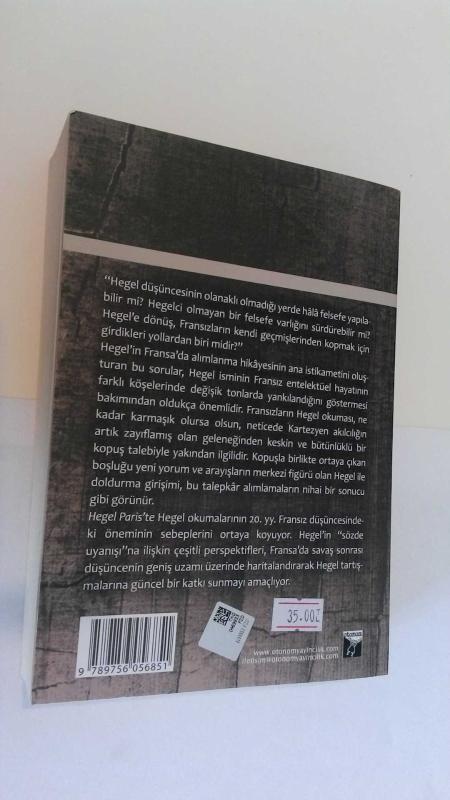 “Hegel düşüncesinin olanaklı olmadığı yerde hâlâ felsefe yapıla-
bilir mi? Hegelci olmayan bir felsefe varlığını sürdürebilir mi?
Hegel’e dönüş, Fransızların kendi geçmişlerinden kopmak için
girdikleri yollardan biri midir?”
Hegel’in Fransa’da alımlanma hikâyesinin ana istikametini oluş-
turan bu sorular, Hegel isminin Fransız entelektüel hayatının
farklı köşelerinde değişik tonlarda yankılandığını göstermesi
bakımından oldukça önemlidir. Fransızların Hegel okuması, ne
kadar karmaşık olursa olsun, neticede Kartezyen akılcılığın
artık zayıflamış olan geleneğinden keskin ve bütünlüklü bir
kopuş talebiyle yakından ilgilidir. Kopuşla birlikte ortaya çıkan
boşluğu yeni yorum ve arayışların merkezi figürü olan Hegel ile
doldurma girişimi, bu talepkâr alımlamaların nihai bir sonucu
gibi görünür.
Hegel Paris’te Hegel okumalarının 20. yy. Fransız düşüncesinde-
ki öneminin sebeplerini ortaya koyuyor. Hegel’in “sözde
uyanışı”na ilişkin çeşitli perspektifleri, Fransa’da savaş sonrası
düşüncenin geniş uzamı üzerinde haritalandırarak Hegel tartış-
malarına güncel bir katkı sunmayı amaçlıyor.
35.00
otonom
www.otonomyayincilik.com
iletisim@otonomyayincilik.com
9 789756 056851